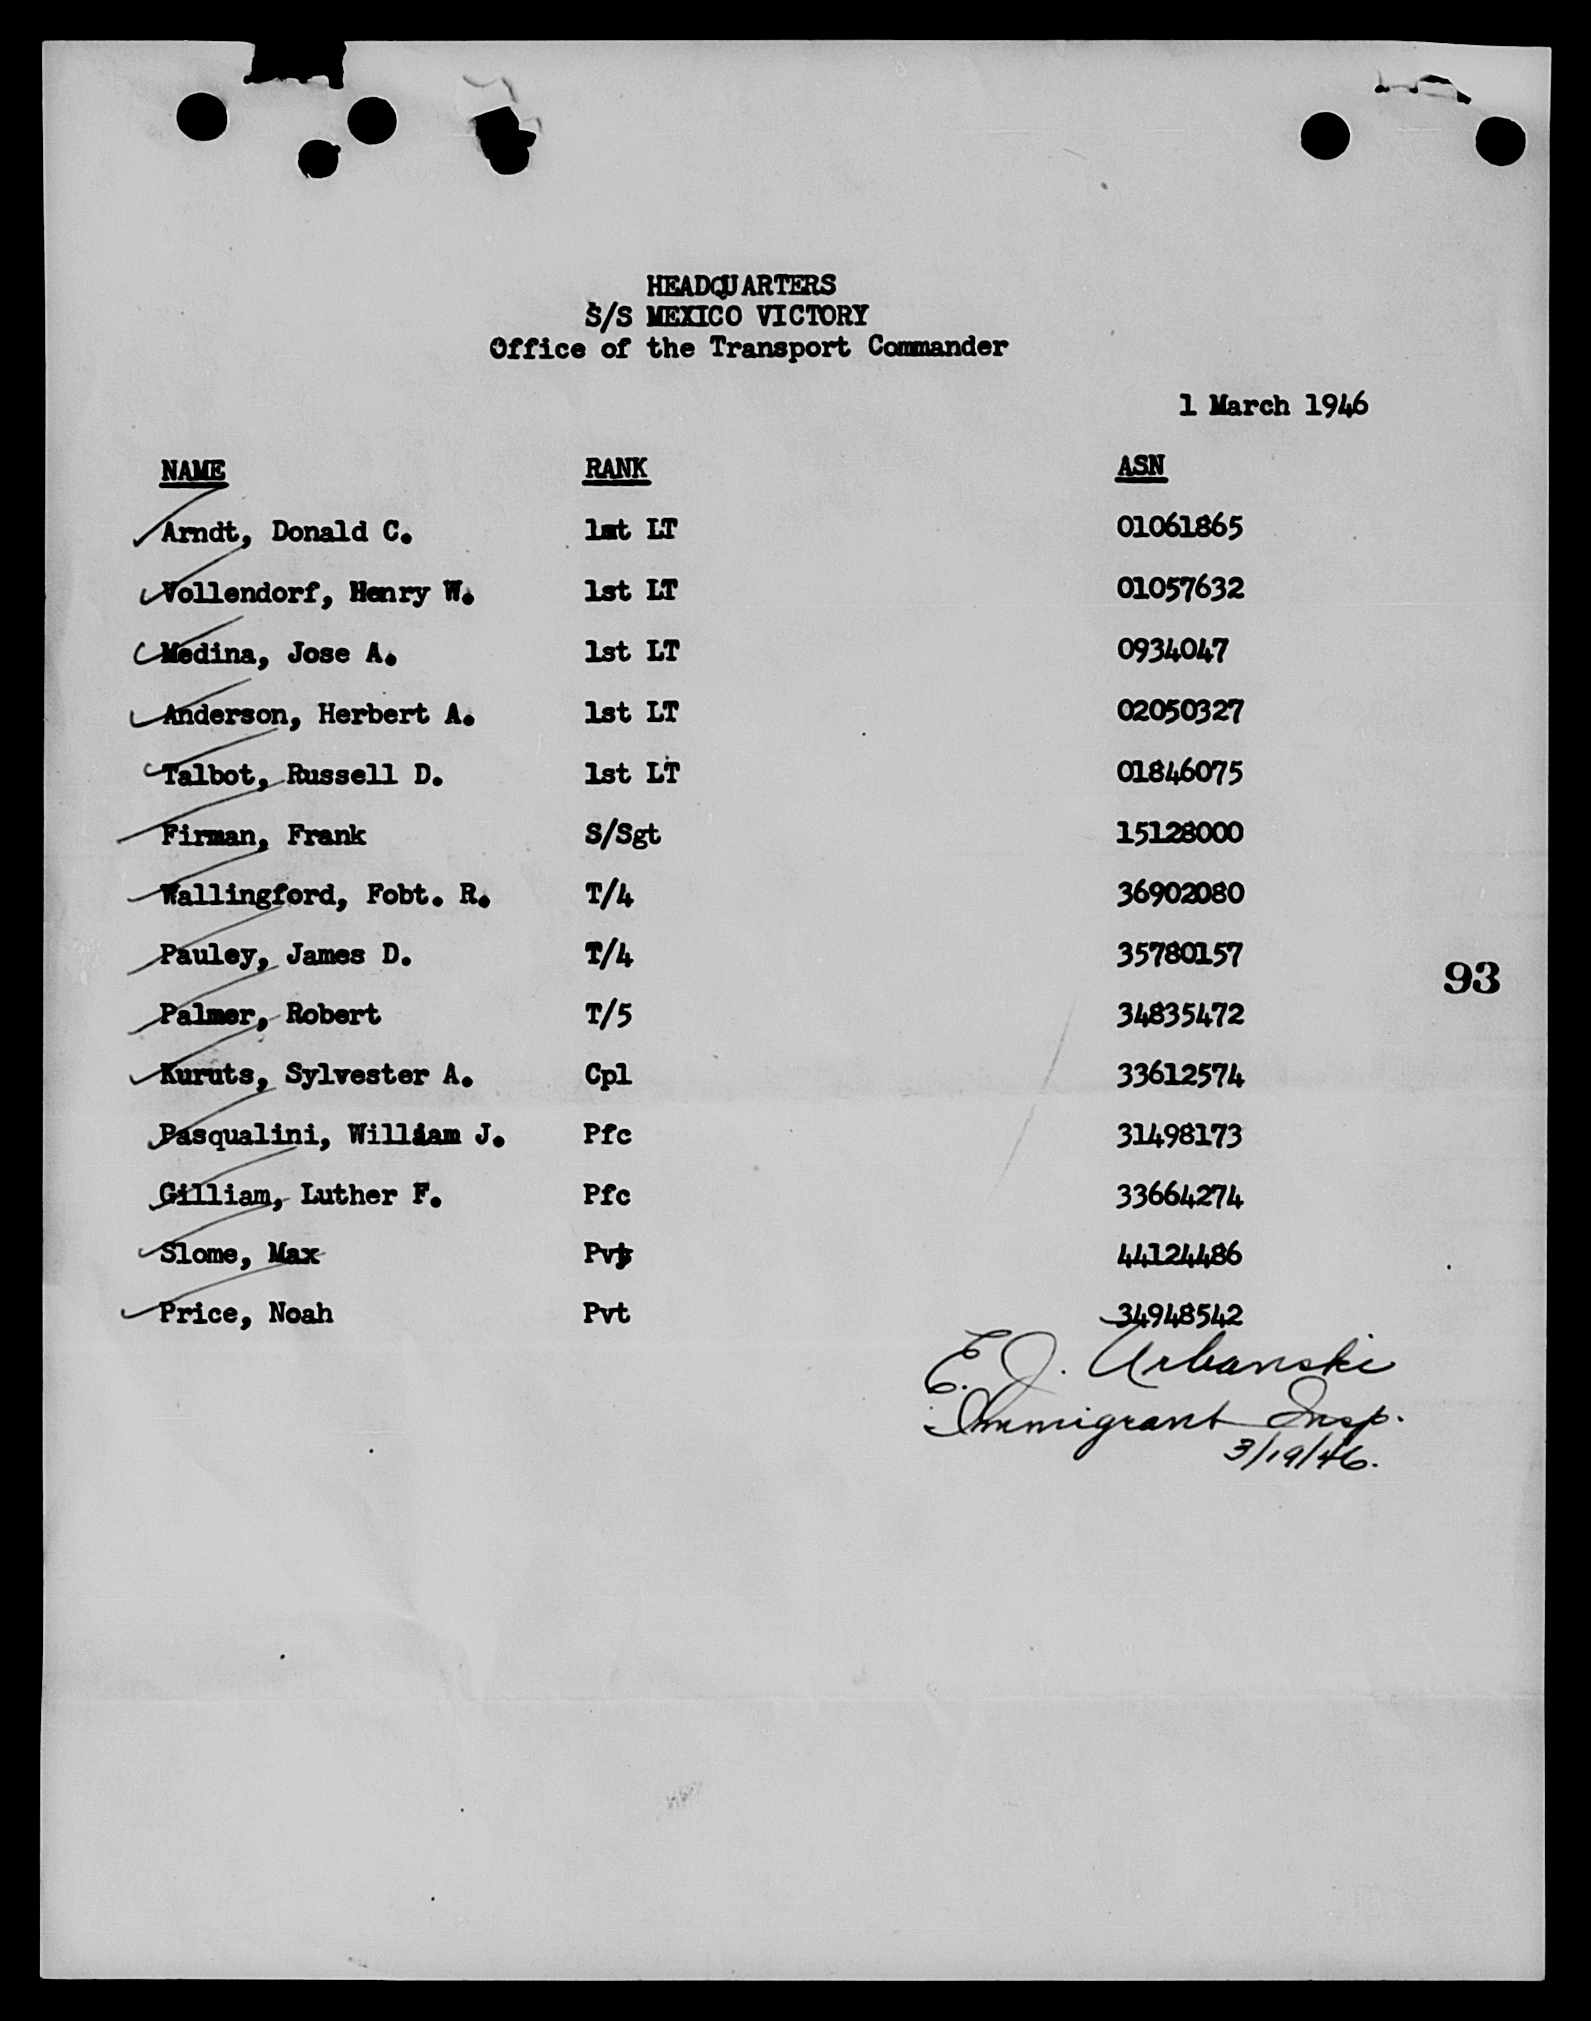 HEADQUARTERS
S/S MEXICO VICTORY
Office of the Transport Commander
1 March 1946
NAME RANK ASN
Arndt, Donald C. 1st LT 01061865
Vollendorf, Henry W. 1st LT 01057632
Medina, Jose A. 1st LT 0934047
Anderson, Herbert A. 1st LT 02050327
Talbot, Russell D. 1st LT 01846075
Firman, Frank S/Sgt 15128000
Wallingford, Fobt. R. T/4 36902080
Pauley, James D. T/4 35780157
93
Palmer, Robert T/5 34835472
Kuruts, Sylvester A. Cpl 33612574
Pasqualini, William J. Pfc 31498173
Gilliam, Luther F. Pfc 33664274
Slome, Max Pvt 44124486
Price, Noah Pvt 34948542
E. J. Urbanski
Immigrant Insp.
3/19/46.